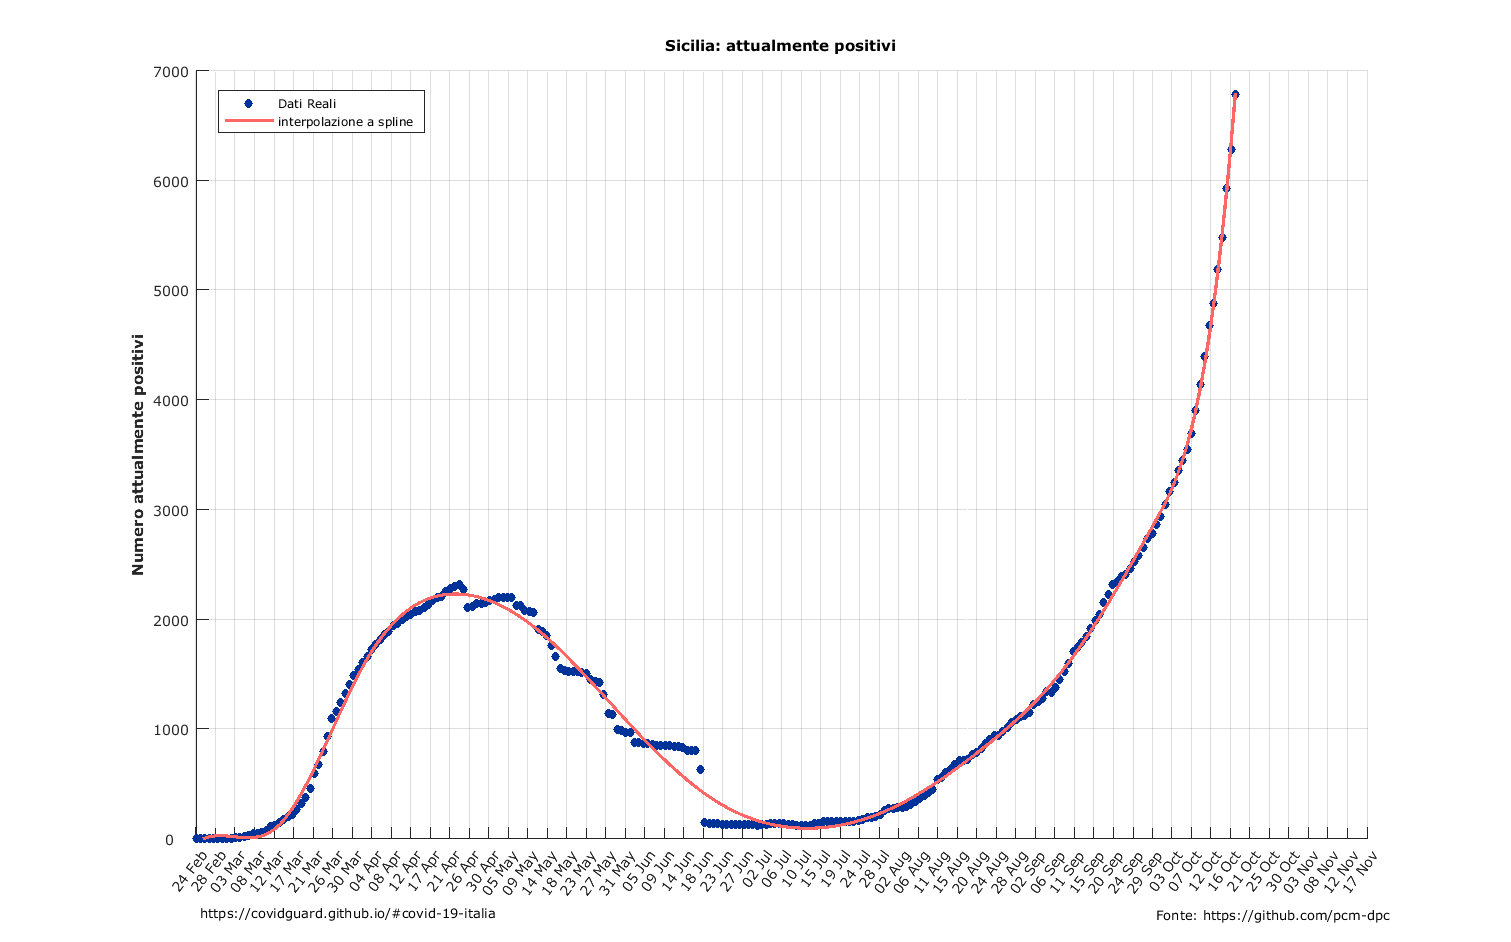 Sicilia: attualmente positivi
7000
6000
5000
4000
3000
2000
1000
0
Numero attualmente positivi
Dati Reali
interpolazione a spline
24 Feb
28 Feb
03 Mar
08 Mar
12 Mar
17 Mar
21 Mar
26 Mar
30 Mar
04 Apr
08 Apr
12 Apr
17 Apr
21 Apr
26 Apr
30 Apr
05 May
09 May
14 May
18 May
23 May
27 May
31 May
05 Jun
09 Jun
14 Jun
18 Jun
23 Jun
27 Jun
02 Jul
06 Jul
10 Jul
15 Jul
19 Jul
24 Jul
28 Jul
02 Aug
06 Aug
11 Aug
15 Aug
20 Aug
24 Aug
28 Aug
02 Sep
06 Sep
11 Sep
15 Sep
20 Sep
24 Sep
29 Sep
03 Oct
07 Oct
12 Oct
16 Oct
21 Oct
25 Oct
30 Oct
03 Nov
08 Nov
12 Nov
17 Nov
https://covidguard.github.io/#covid-19-italia
Fonte: https://github.com/pcm-dpc